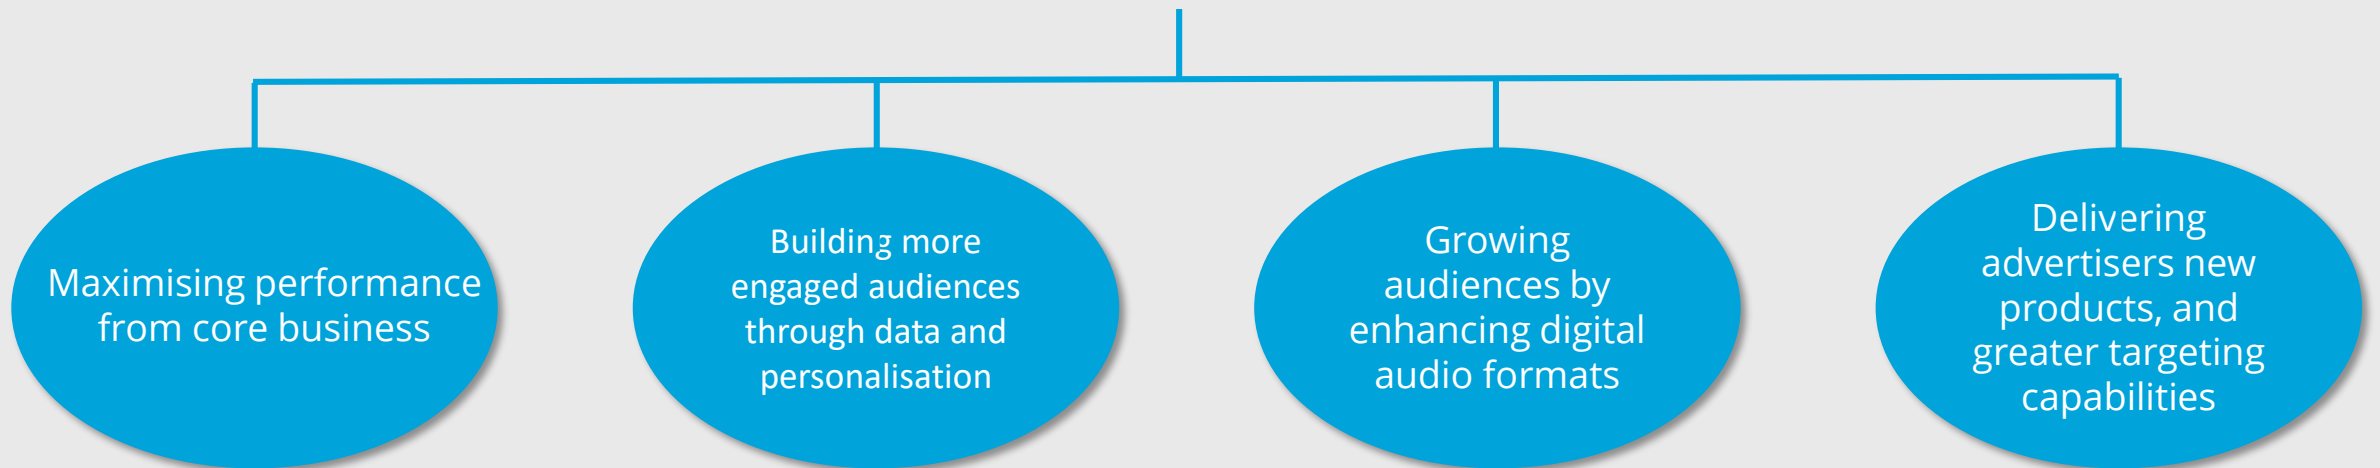 Maximising performance
from core business
Building more
engaged audiences
through data and
personalisation
Growing
audiences by
enhancing digital
audio formats
Delivering
advertisers new
products, and
greater targeting
capabilities